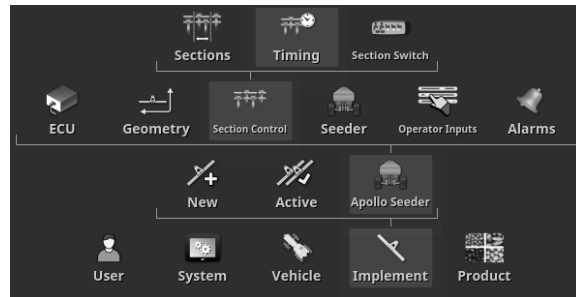 Sections Timing Section Switch
ECU Geometry Section Control Seeder Operator Inputs Alarms
New Active Apollo Seeder
User System Vehicle Implement Product